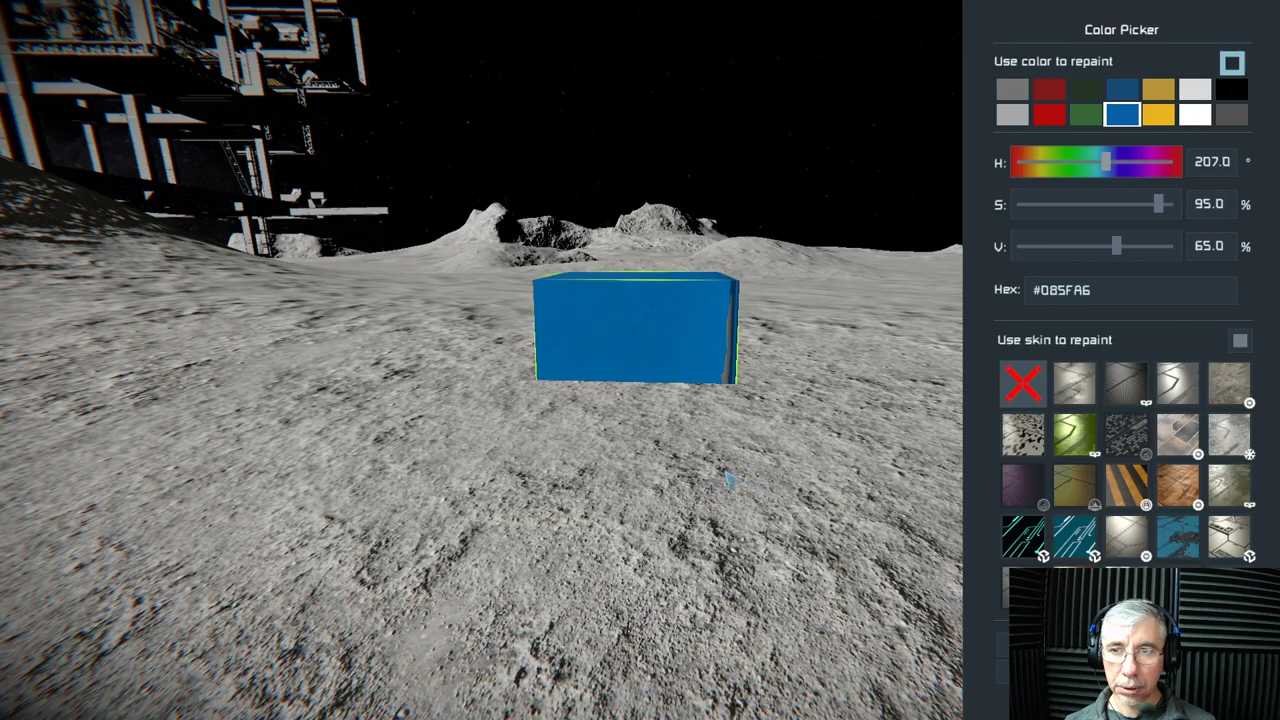 Color Picker
Use color to repaint
H: 207.0 °
S: 95.0 %
V: 65.0 %
Hex: #085FA6
Use skin to repaint